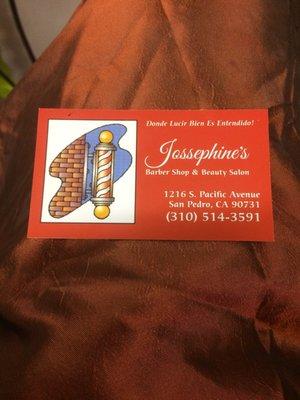 Donde Lucir Bien Es Entendido!
Jossephine's
Barber Shop & Beauty Salon
1216 S. Pacific Avenue
San Pedro, CA 90731
(310) 514-3591